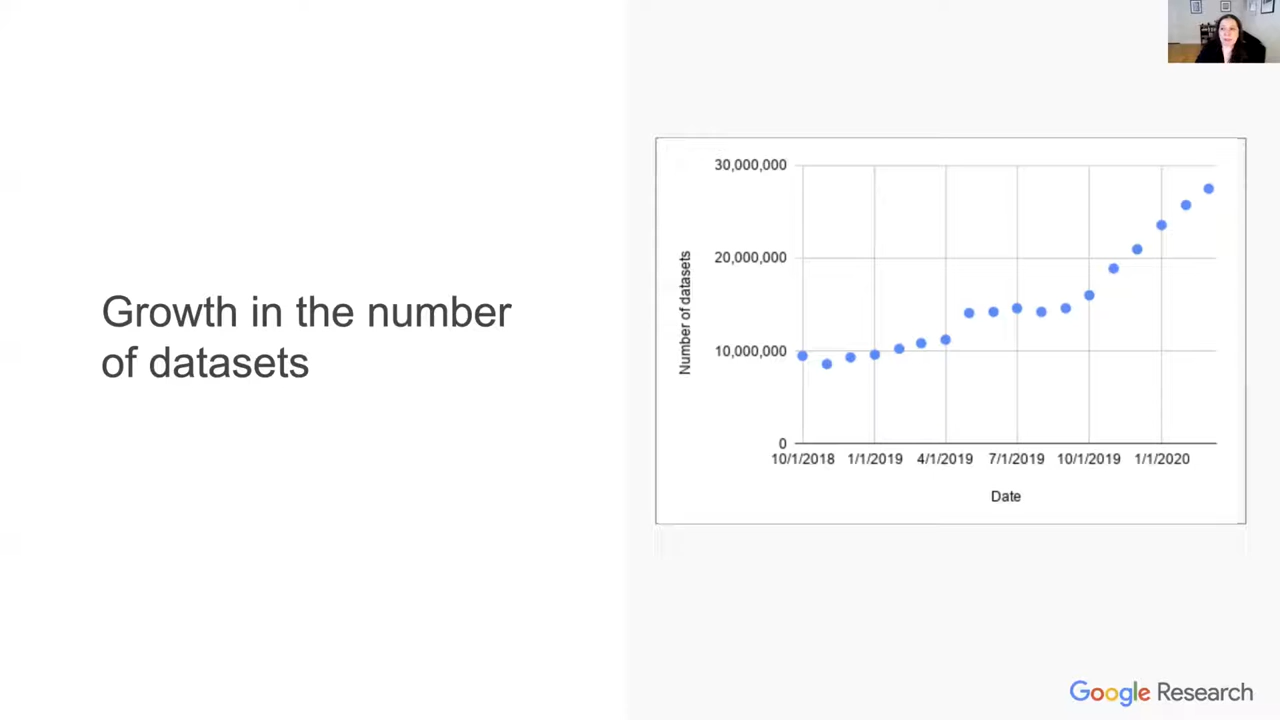 Growth in the number
of datasets
Number of datasets
30,000,000
20,000,000
10,000,000
0
10/1/2018 1/1/2019 4/1/2019 7/1/2019 10/1/2019 1/1/2020
Date
Google Research